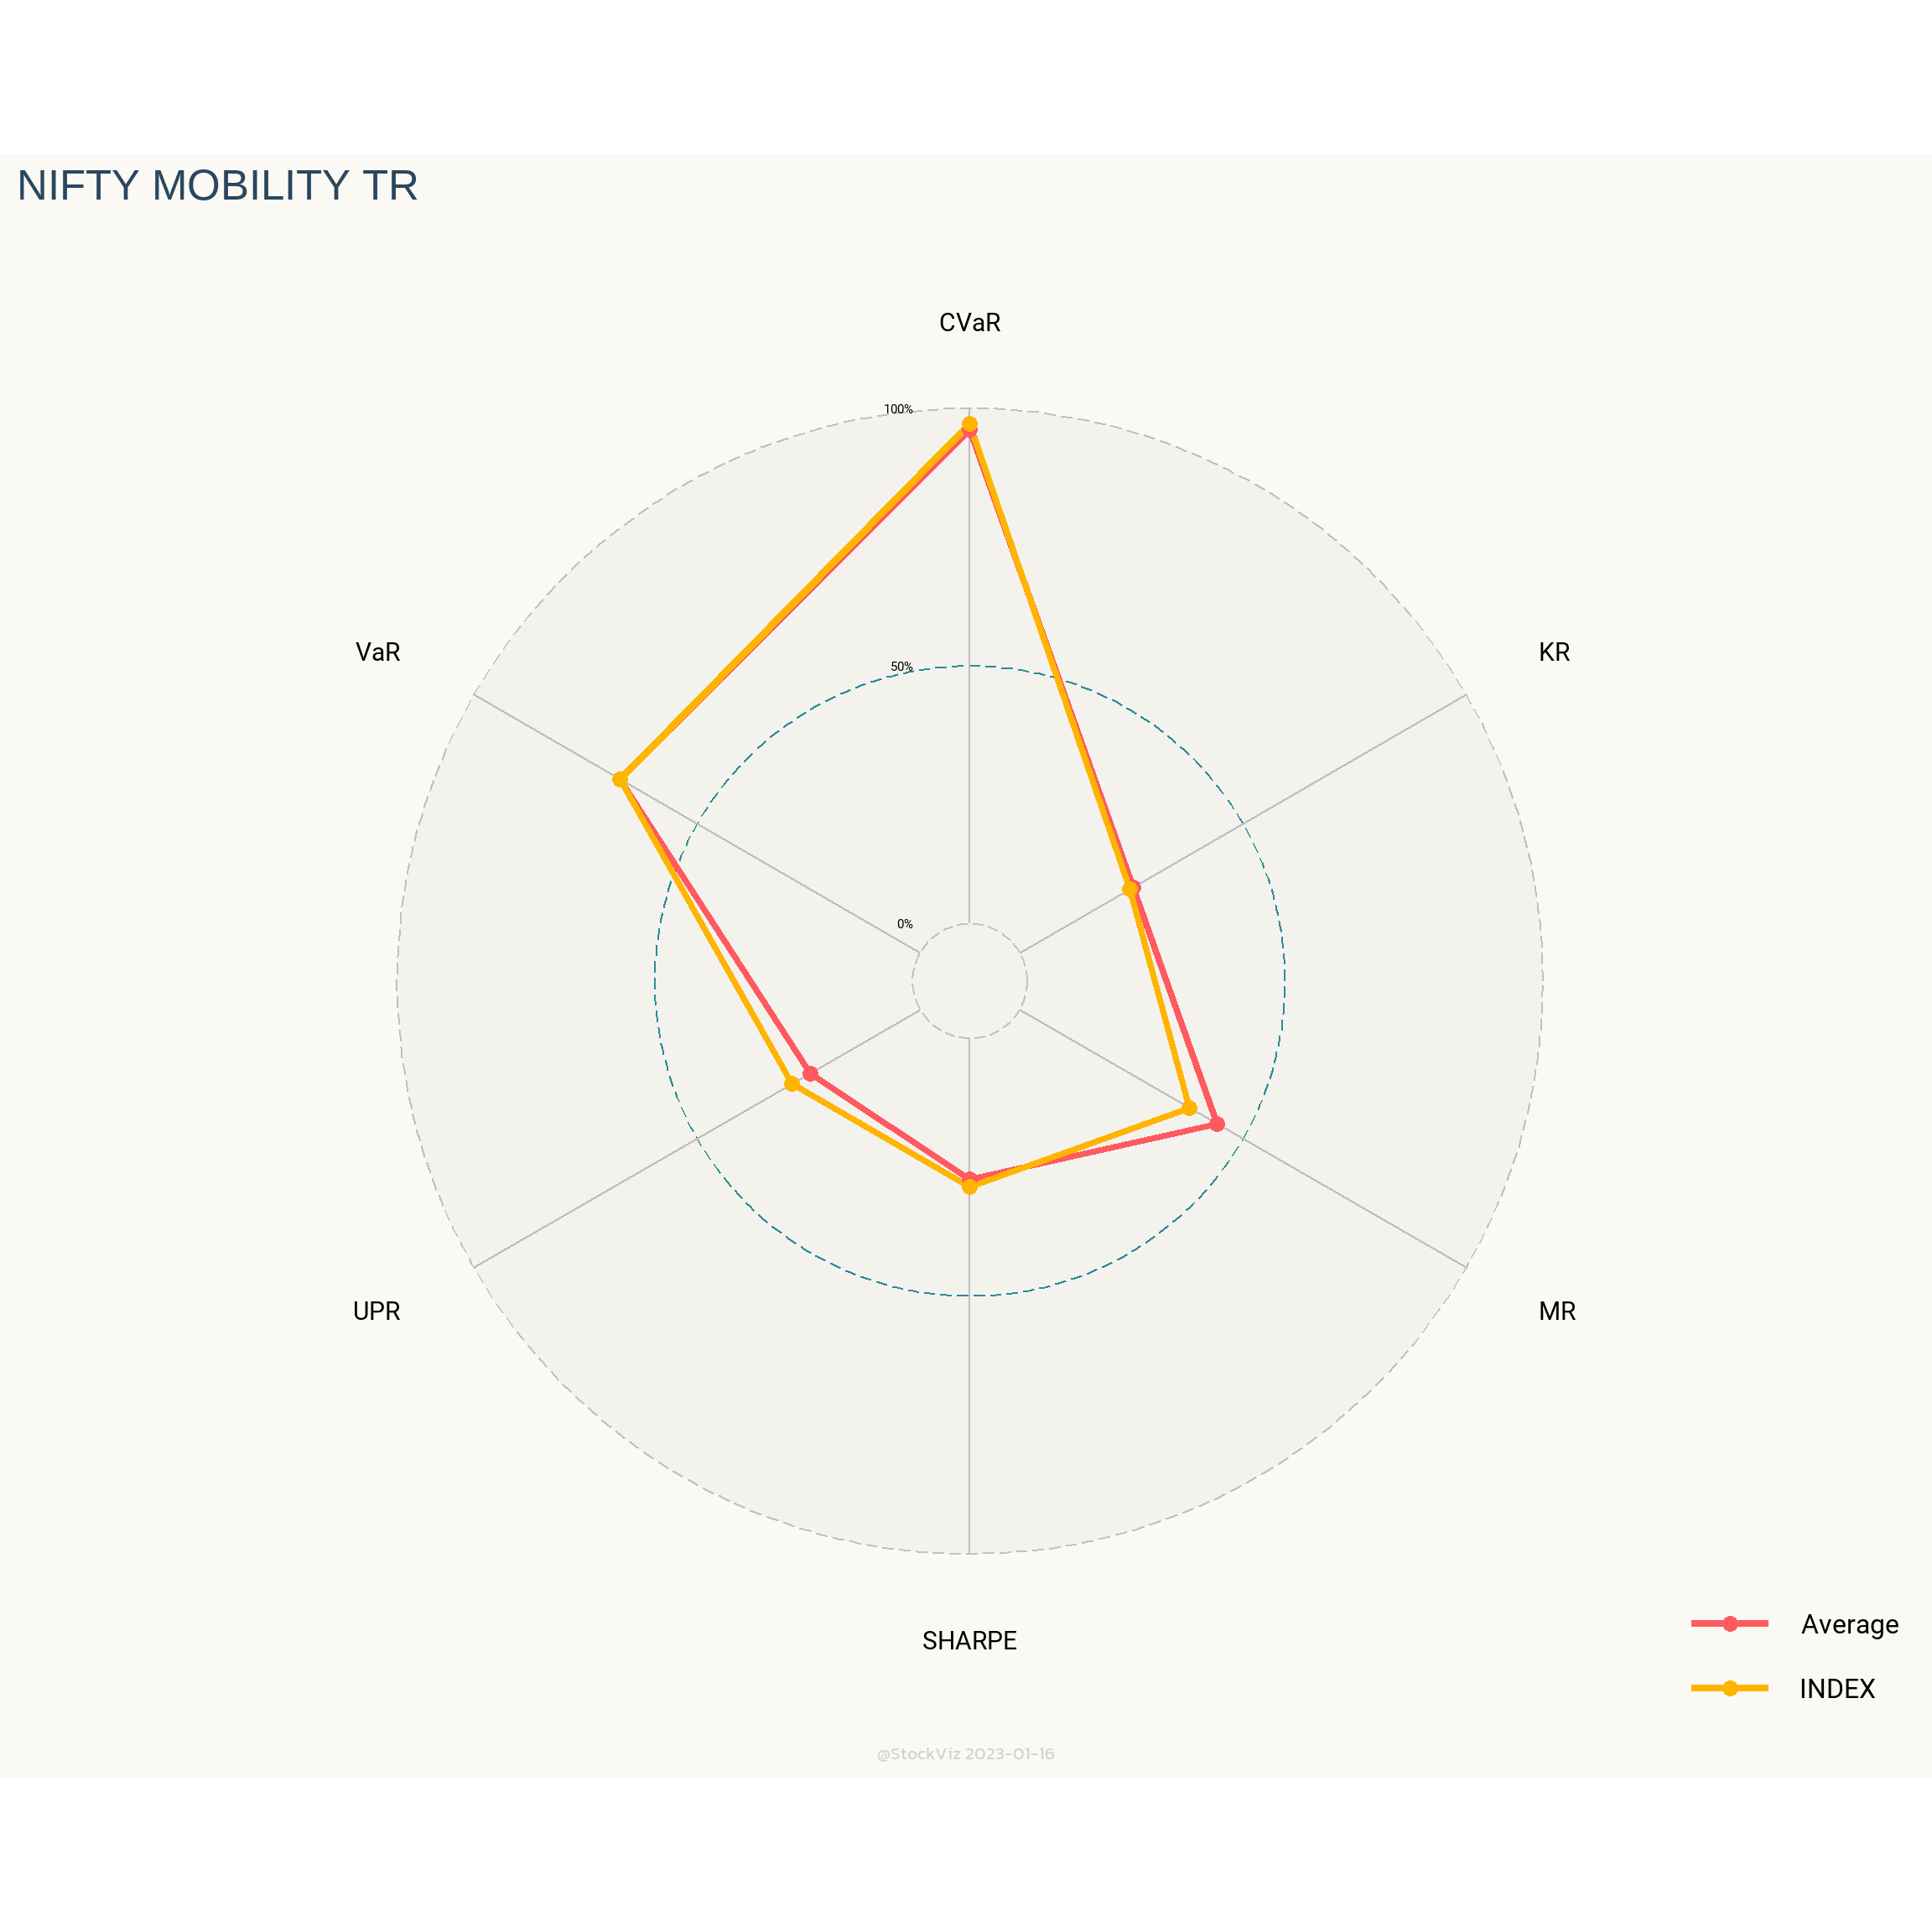 NIFTY MOBILITY TR
CVaR
100%
VaR
KR
50%
0%
UPR
MR
SHARPE
Average
INDEX
@StockViz 2023-01-16